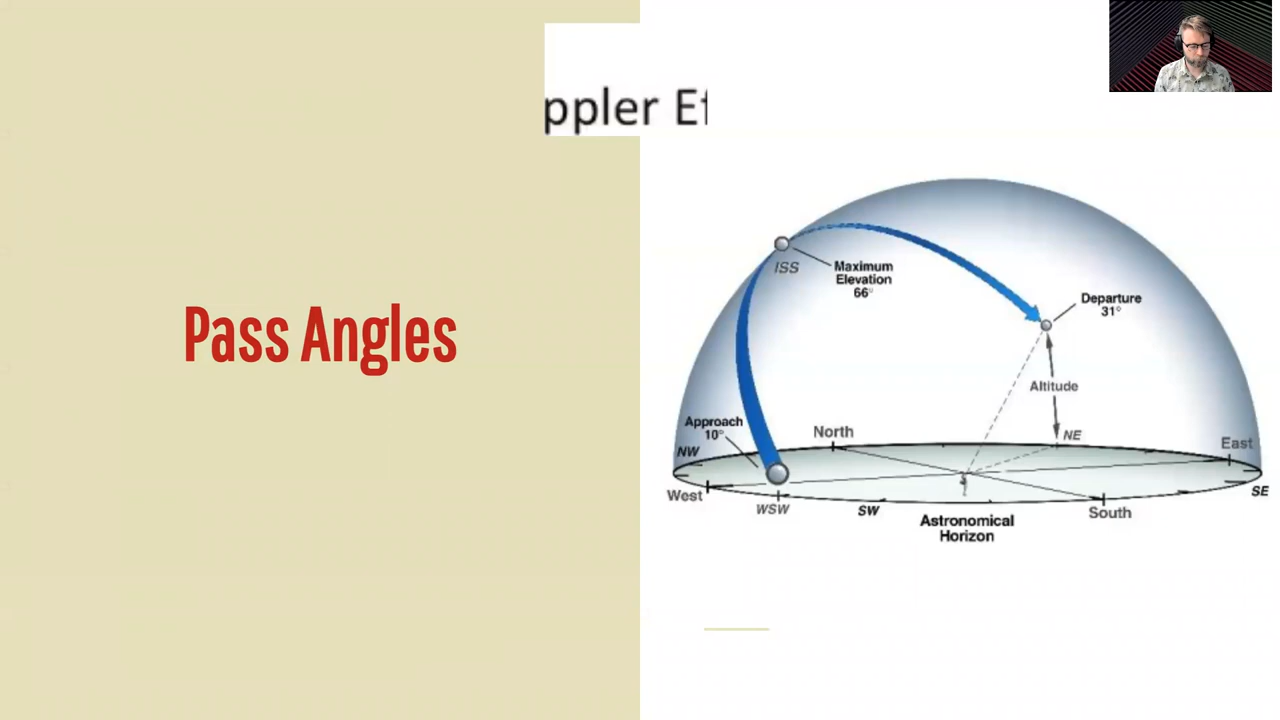 ppler Ef
Pass Angles
ISS
Maximum
Elevation
66°
Departure
31°
Altitude
Approach
10°
North
NE
East
NW
West
WSW
SW
South
SE
Astronomical
Horizon